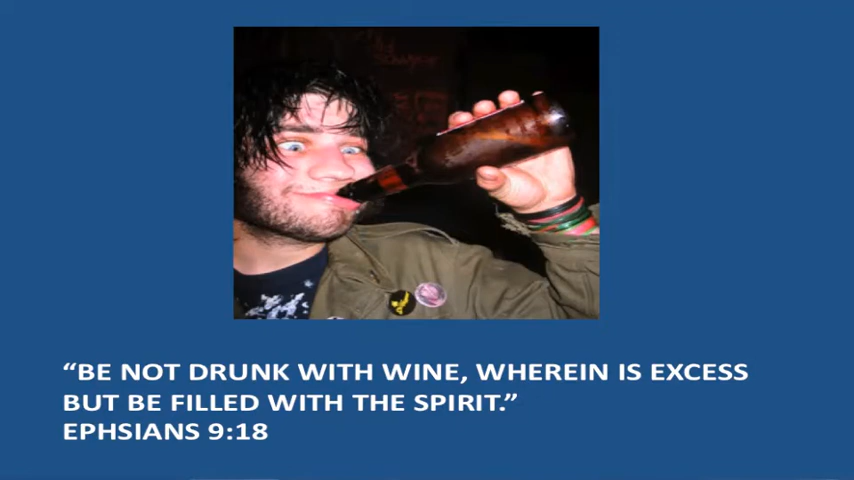 “BE NOT DRUNK WITH WINE, WHEREIN IS EXCESS
BUT BE FILLED WITH THE SPIRIT.”
EPHSIANS 9:18